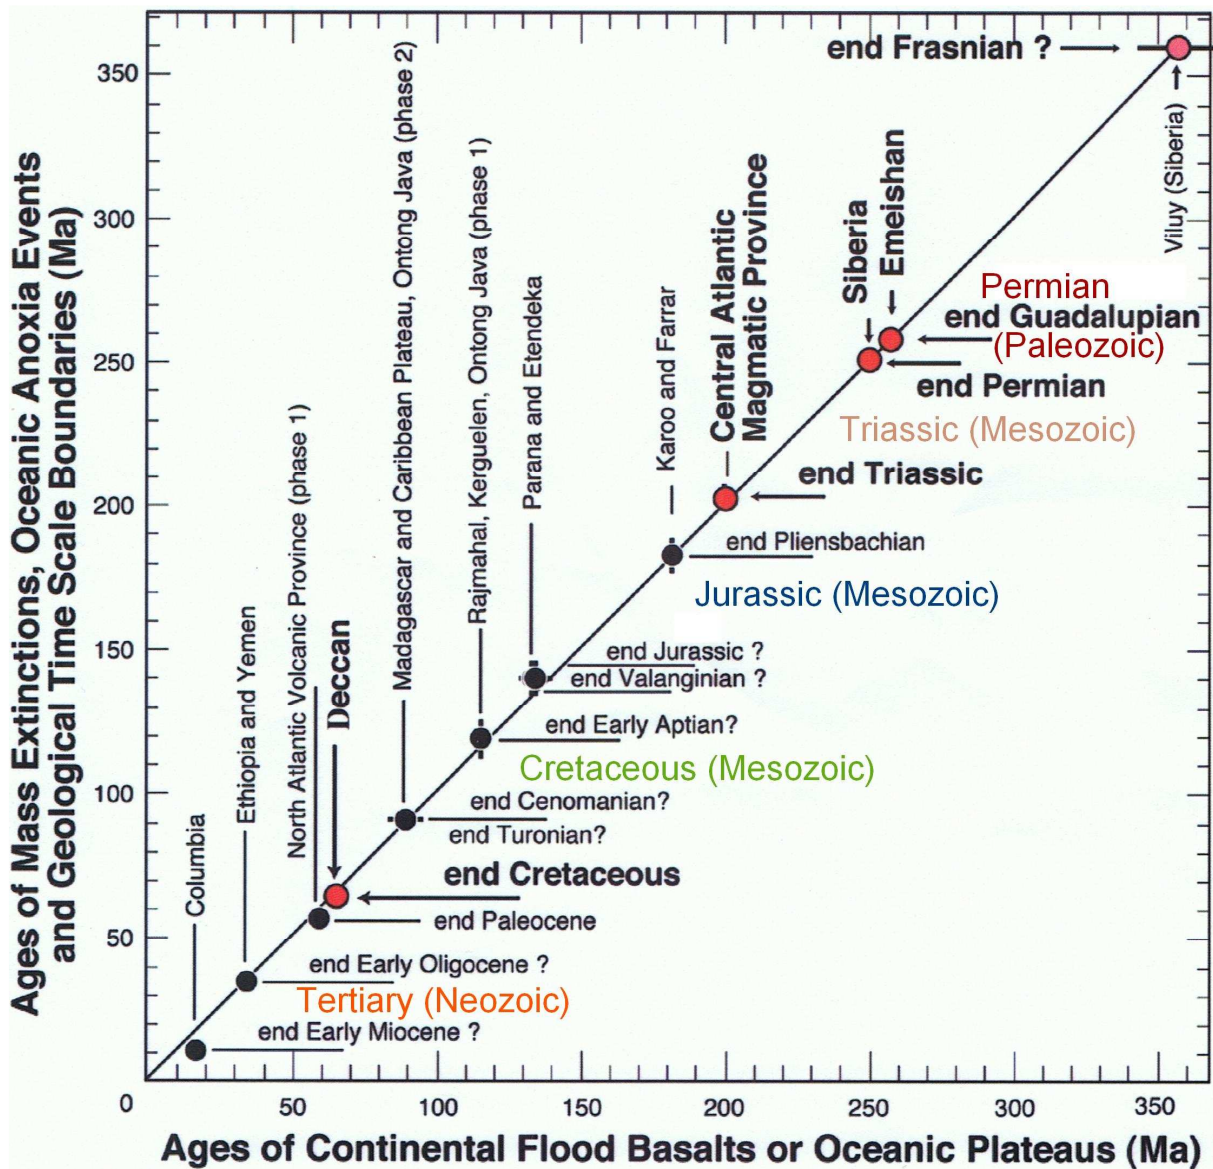 Ages of Mass Extinctions, Oceanic Anoxia Events
and Geological Time Scale Boundaries (Ma)
350
300
250
200
150
100
50
0
50
100
150
200
250
300
350
Ages of Continental Flood Basalts or Oceanic Plateaus (Ma)
end Frasnian ?
Viluy (Siberia)
Emeishan
Siberia
Permian
end Guadalupian
(Paleozoic)
end Permian
Triassic (Mesozoic)
Central Atlantic
Magmatic Province
end Triassic
Karoo and Farrar
end Pliensbachian
Jurassic (Mesozoic)
Parana and Etendeka
end Jurassic ?
end Valanginian ?
Rajmahal, Kerguelen, Ontong Java (phase 1)
end Early Aptian?
Cretaceous (Mesozoic)
Madagascar and Caribbean Plateau, Ontong Java (phase 2)
end Cenomanian?
end Turonian?
Deccan
end Cretaceous
North Atlantic Volcanic Province (phase 1)
end Paleocene
Ethiopia and Yemen
end Early Oligocene ?
Tertiary (Neozoic)
Columbia
end Early Miocene ?